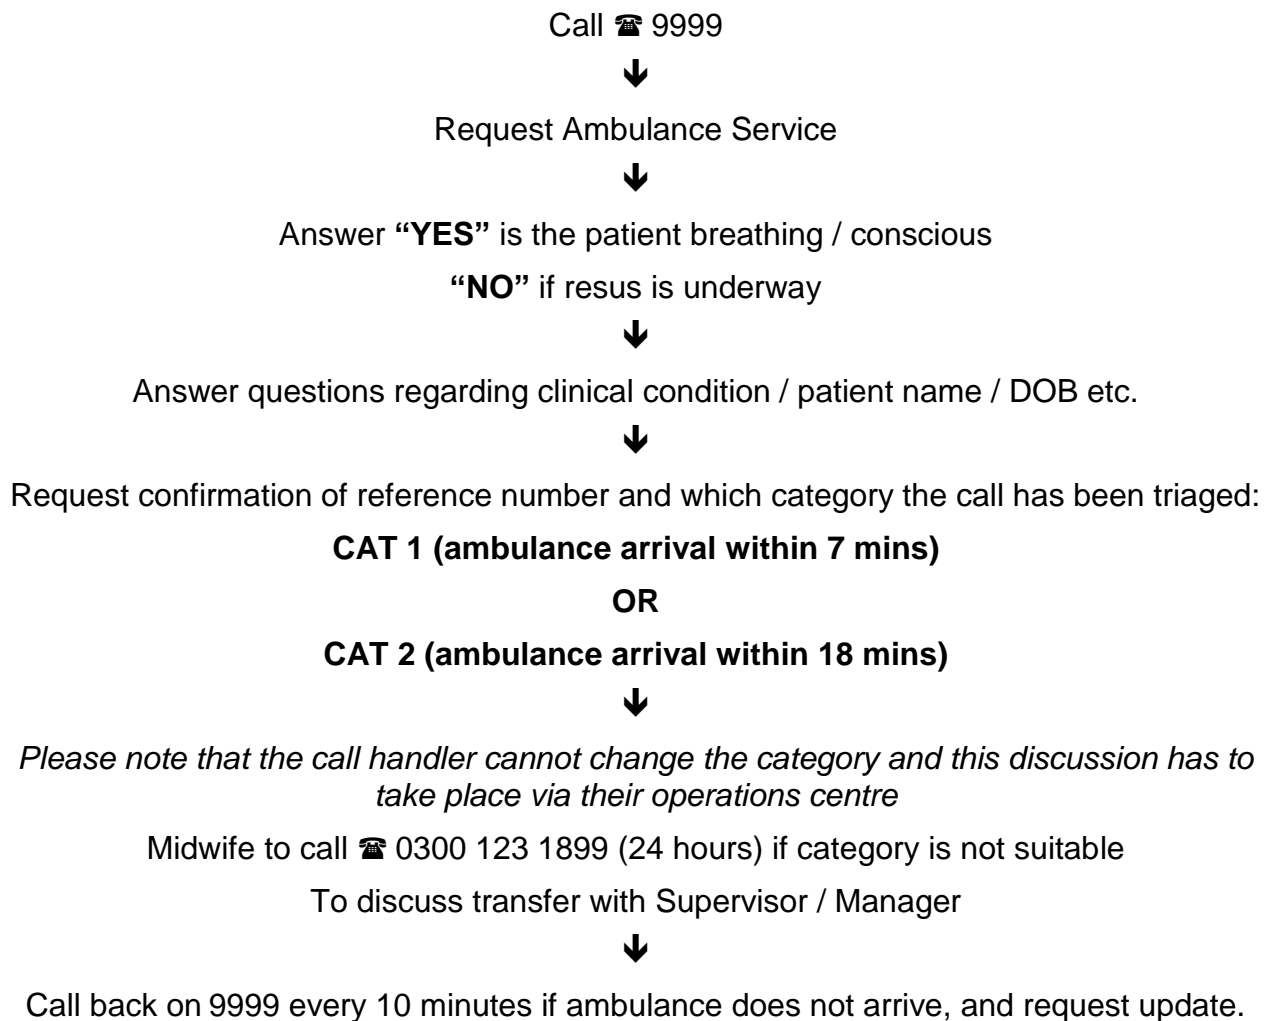 Call ☎ 9999
🡻
Request Ambulance Service
🡻
Answer “YES” is the patient breathing / conscious
“NO” if resus is underway
🡻
Answer questions regarding clinical condition / patient name / DOB etc.
🡻
Request confirmation of reference number and which category the call has been triaged:
CAT 1 (ambulance arrival within 7 mins)
OR
CAT 2 (ambulance arrival within 18 mins)
🡻
Please note that the call handler cannot change the category and this discussion has to
take place via their operations centre
Midwife to call ☎ 0300 123 1899 (24 hours) if category is not suitable
To discuss transfer with Supervisor / Manager
🡻
Call back on 9999 every 10 minutes if ambulance does not arrive, and request update.